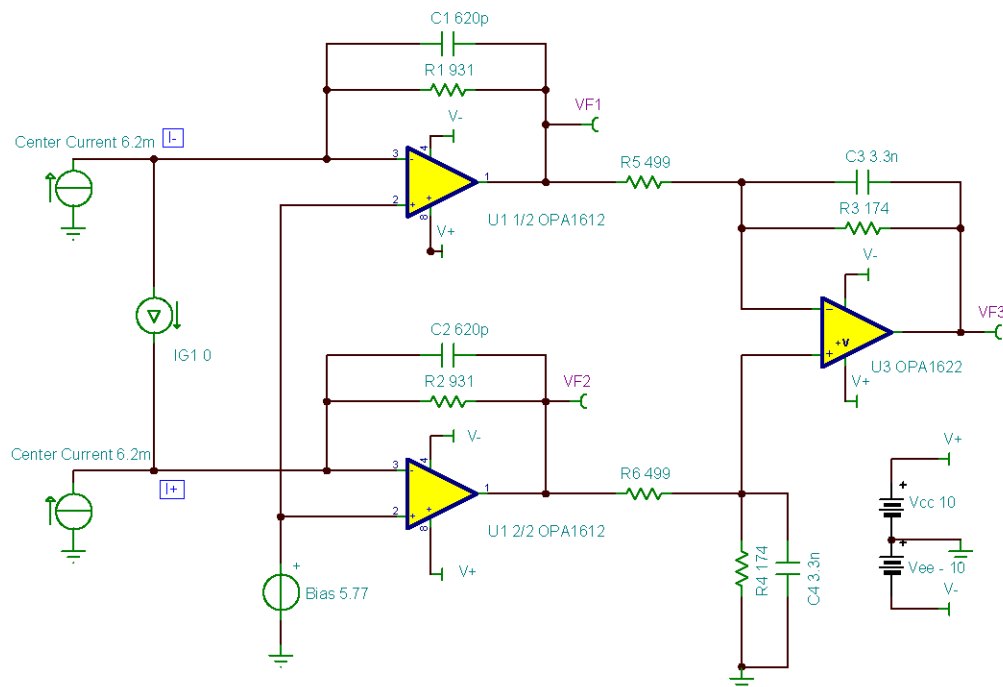 C1 620p
R1 931
V-
VF1
Center Current 6.2m
I-
4
3
-
2
+
+
1
8
U1 1/2 OPA1612
V+
R5 499
C3 3.3n
R3 174
V-
-
+
+V
VF3
U3 OPA1622
V+
IG1 0
C2 620p
R2 931
VF2
V-
Center Current 6.2m
I+
4
3
-
2
+
+
1
8
U1 2/2 OPA1612
V+
R6 499
R4 174
C4 3.3n
+
Bias 5.77
V+
+
Vcc 10
+
Vee - 10
V-